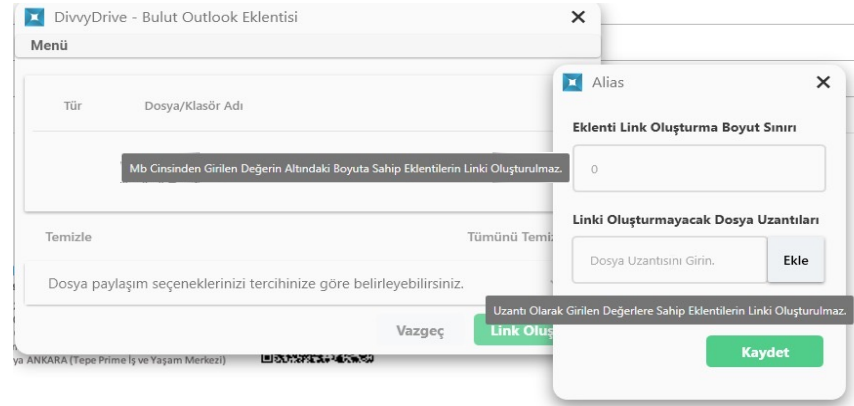 DivvyDrive - Bulut Outlook Eklentisi
Menü
Tür Dosya/Klasör Adı
Mb Cinsinden Girilen Değerin Altındaki Boyuta Sahip Eklentilerin Linki Oluşturulmaz.
Temizle Tümünü Temi
Dosya paylaşım seçeneklerinizi tercihinize göre belirleyebilirsiniz.
Vazgeç Link Oluş
ya ANKARA (Tepe Prime İş ve Yaşam Merkezi)
Alias
Eklenti Link Oluşturma Boyut Sınırı
0
Linki Oluşturmayacak Dosya Uzantıları
Dosya Uzantısını Girin. Ekle
Uzantı Olarak Girilen Değerlere Sahip Eklentilerin Linki Oluşturulmaz.
Kaydet